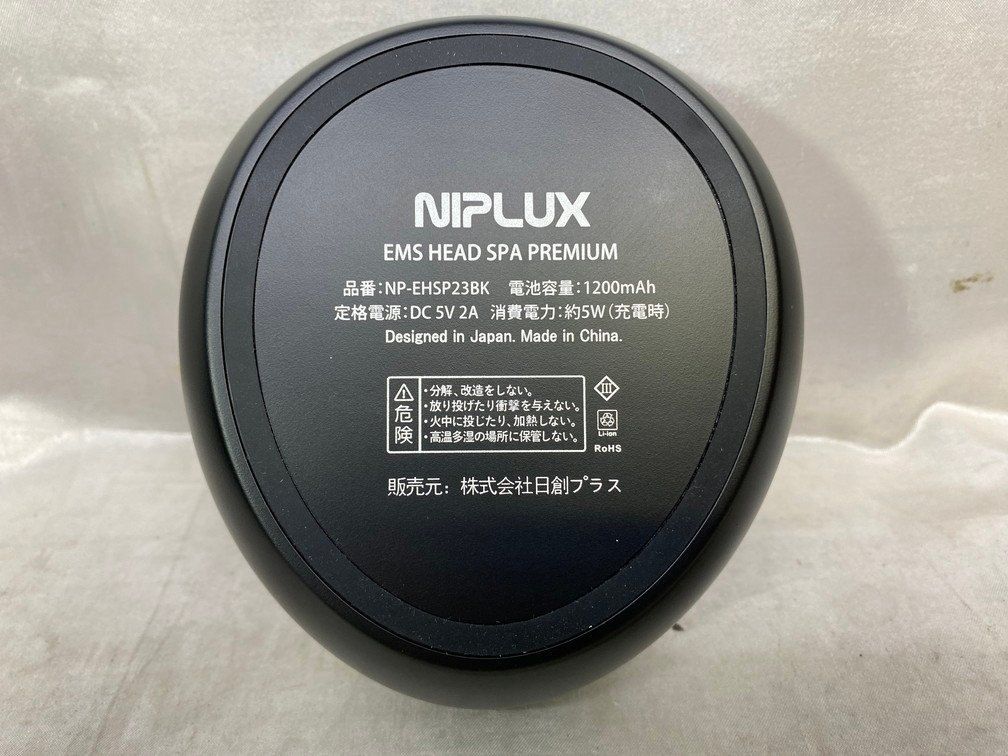 NIPLUX
EMS HEAD SPA PREMIUM
品番:NP-EHSP23BK 電池容量:1200mAh
定格電源:DC 5V 2A 消費電力:約5W(充電時)
Designed in Japan. Made in China.
危険
・分解、改造をしない。
・放り投げたり衝撃を与えない。
・火中に投じたり、加熱しない。
・高温多湿の場所に保管しない。
III
Li-ion
RoHS
販売元: 株式会社日創プラス